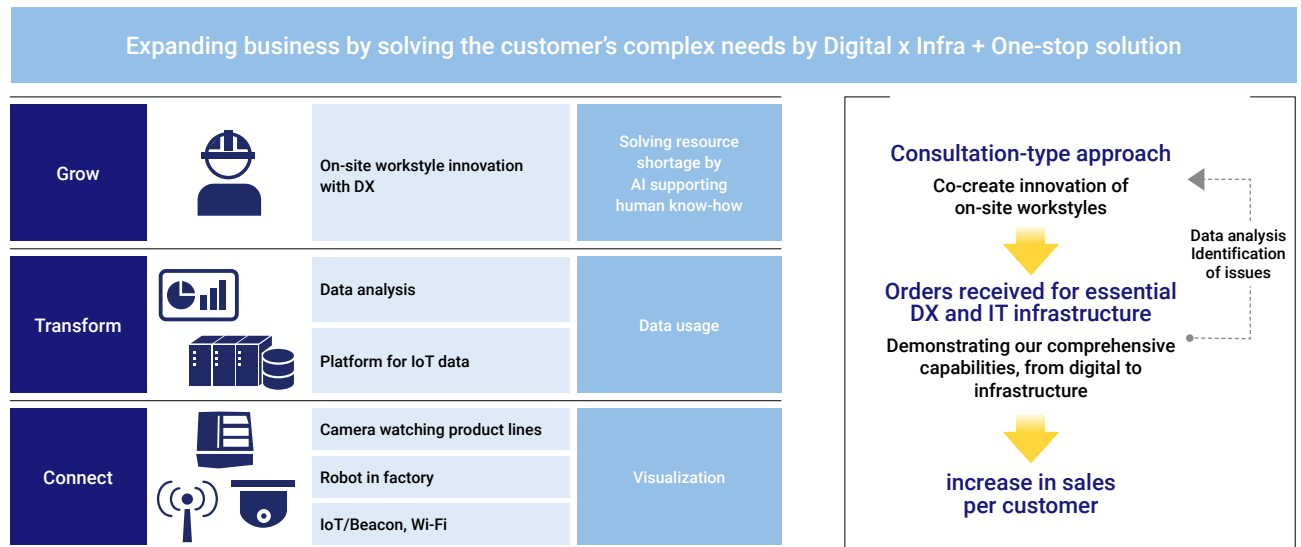 Expanding business by solving the customer’s complex needs by Digital x Infra + One-stop solution
Grow
On-site workstyle innovation
with DX
Solving resource
shortage by
AI supporting
human know-how
Transform
Data analysis
Platform for IoT data
Data usage
Connect
Camera watching product lines
Robot in factory
IoT/Beacon, Wi-Fi
Visualization
Consultation-type approach
Co-create innovation of
on-site workstyles
Data analysis
Identification
of issues
Orders received for essential
DX and IT infrastructure
Demonstrating our comprehensive
capabilities, from digital to
infrastructure
increase in sales
per customer